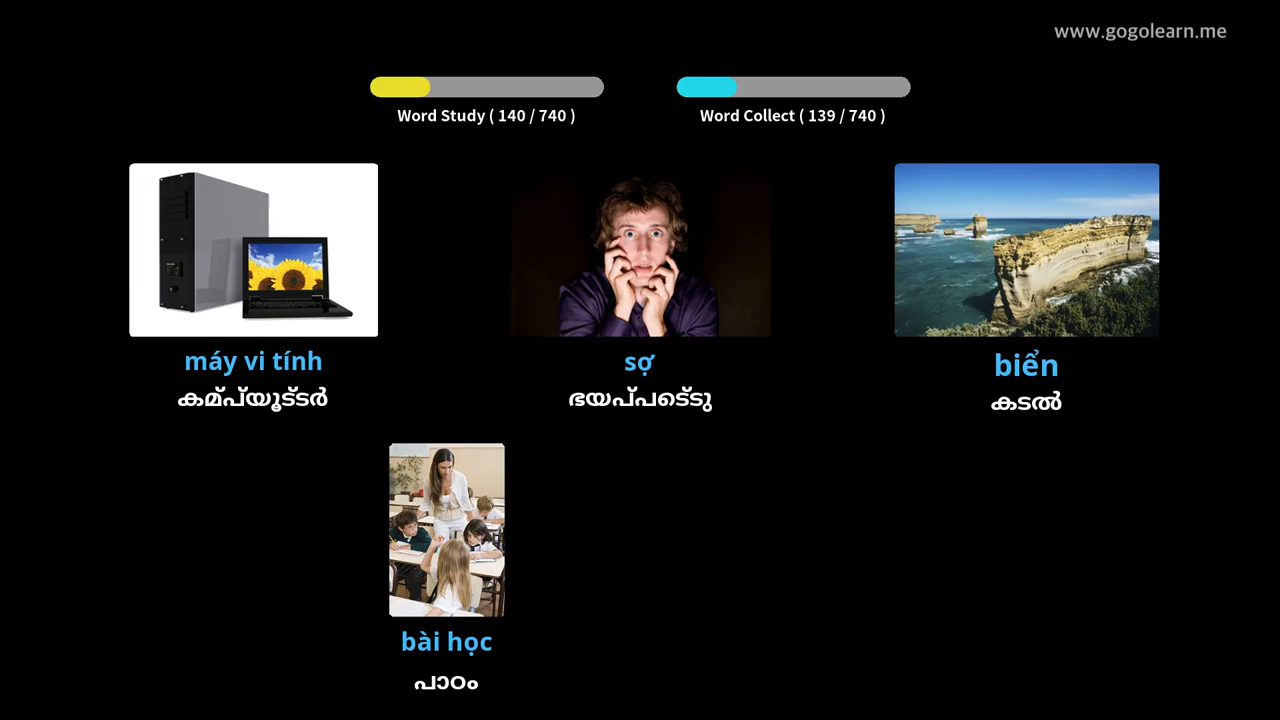 www.gogolearn.me
Word Study ( 140 / 740 )
Word Collect ( 139 / 740 )
máy vi tính
കമ്പ്യൂട്ടർ
sợ
ഭയപ്പെട്ടു
biển
കടൽ
bài học
പാഠം